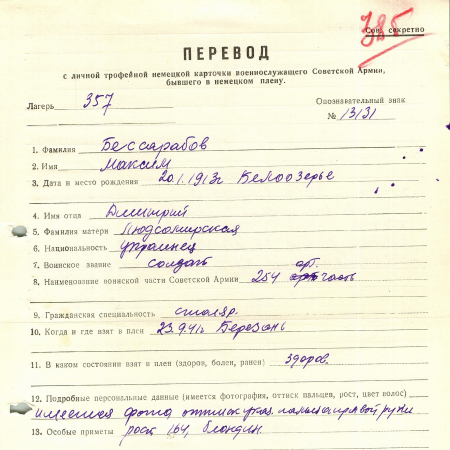 385
Сов. секретно
ПЕРЕВОД
с личной трофейной немецкой карточки военнослужащего Советской Армии,
бывшего в немецком плену.
Лагерь 357
Опознавательный знак
№ 13131
1. Фамилия Бессарабов
2. Имя Максим
3. Дата и место рождения 20.1.1913г Белоозерье
4. Имя отца Дмитрий
5. Фамилия матери
6. Национальность украинец
7. Воинское звание солдат
арт.
8. Наименование воинской части Советской Армии 254 часть
9. Гражданская специальность столяр.
10. Когда и где взят в плен 23.9.41г Березань
11. В каком состоянии взят в плен (здоров, болен, ранен) здоров.
12. Подробные персональные данные (имеется фотография, оттиск пальцев, рост, цвет волос)
имеется фото оттиск указ. пальца правой руки
13. Особые приметы рост 164, блондин.